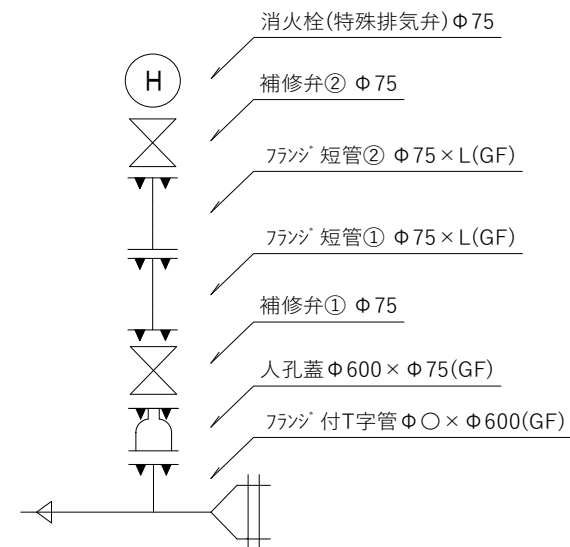 消火栓(特殊排気弁)Φ75
H
補修弁② Φ75
フランジ短管② Φ75×L(GF)
フランジ短管① Φ75×L(GF)
補修弁① Φ75
人孔蓋Φ600×Φ75(GF)
フランジ付T字管Φ〇×Φ600(GF)